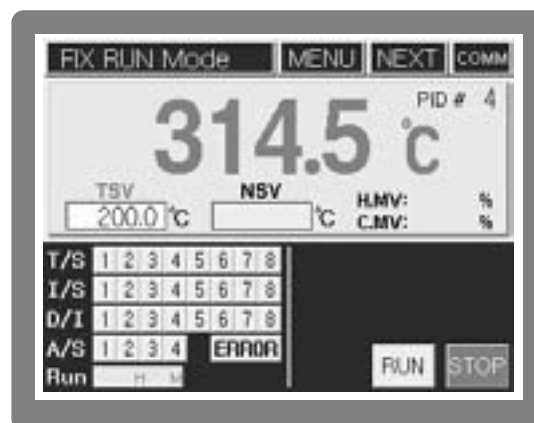 FIX RUN Mode MENU NEXT COMM
PID # 4
314.5 °C
TSV NSV H.MV: %
200.0 °C °C C.MV: %
T/S 1 2 3 4 5 6 7 8
I/S 1 2 3 4 5 6 7 8
D/I 1 2 3 4 5 6 7 8
A/S 1 2 3 4 ERROR
Run H M RUN STOP